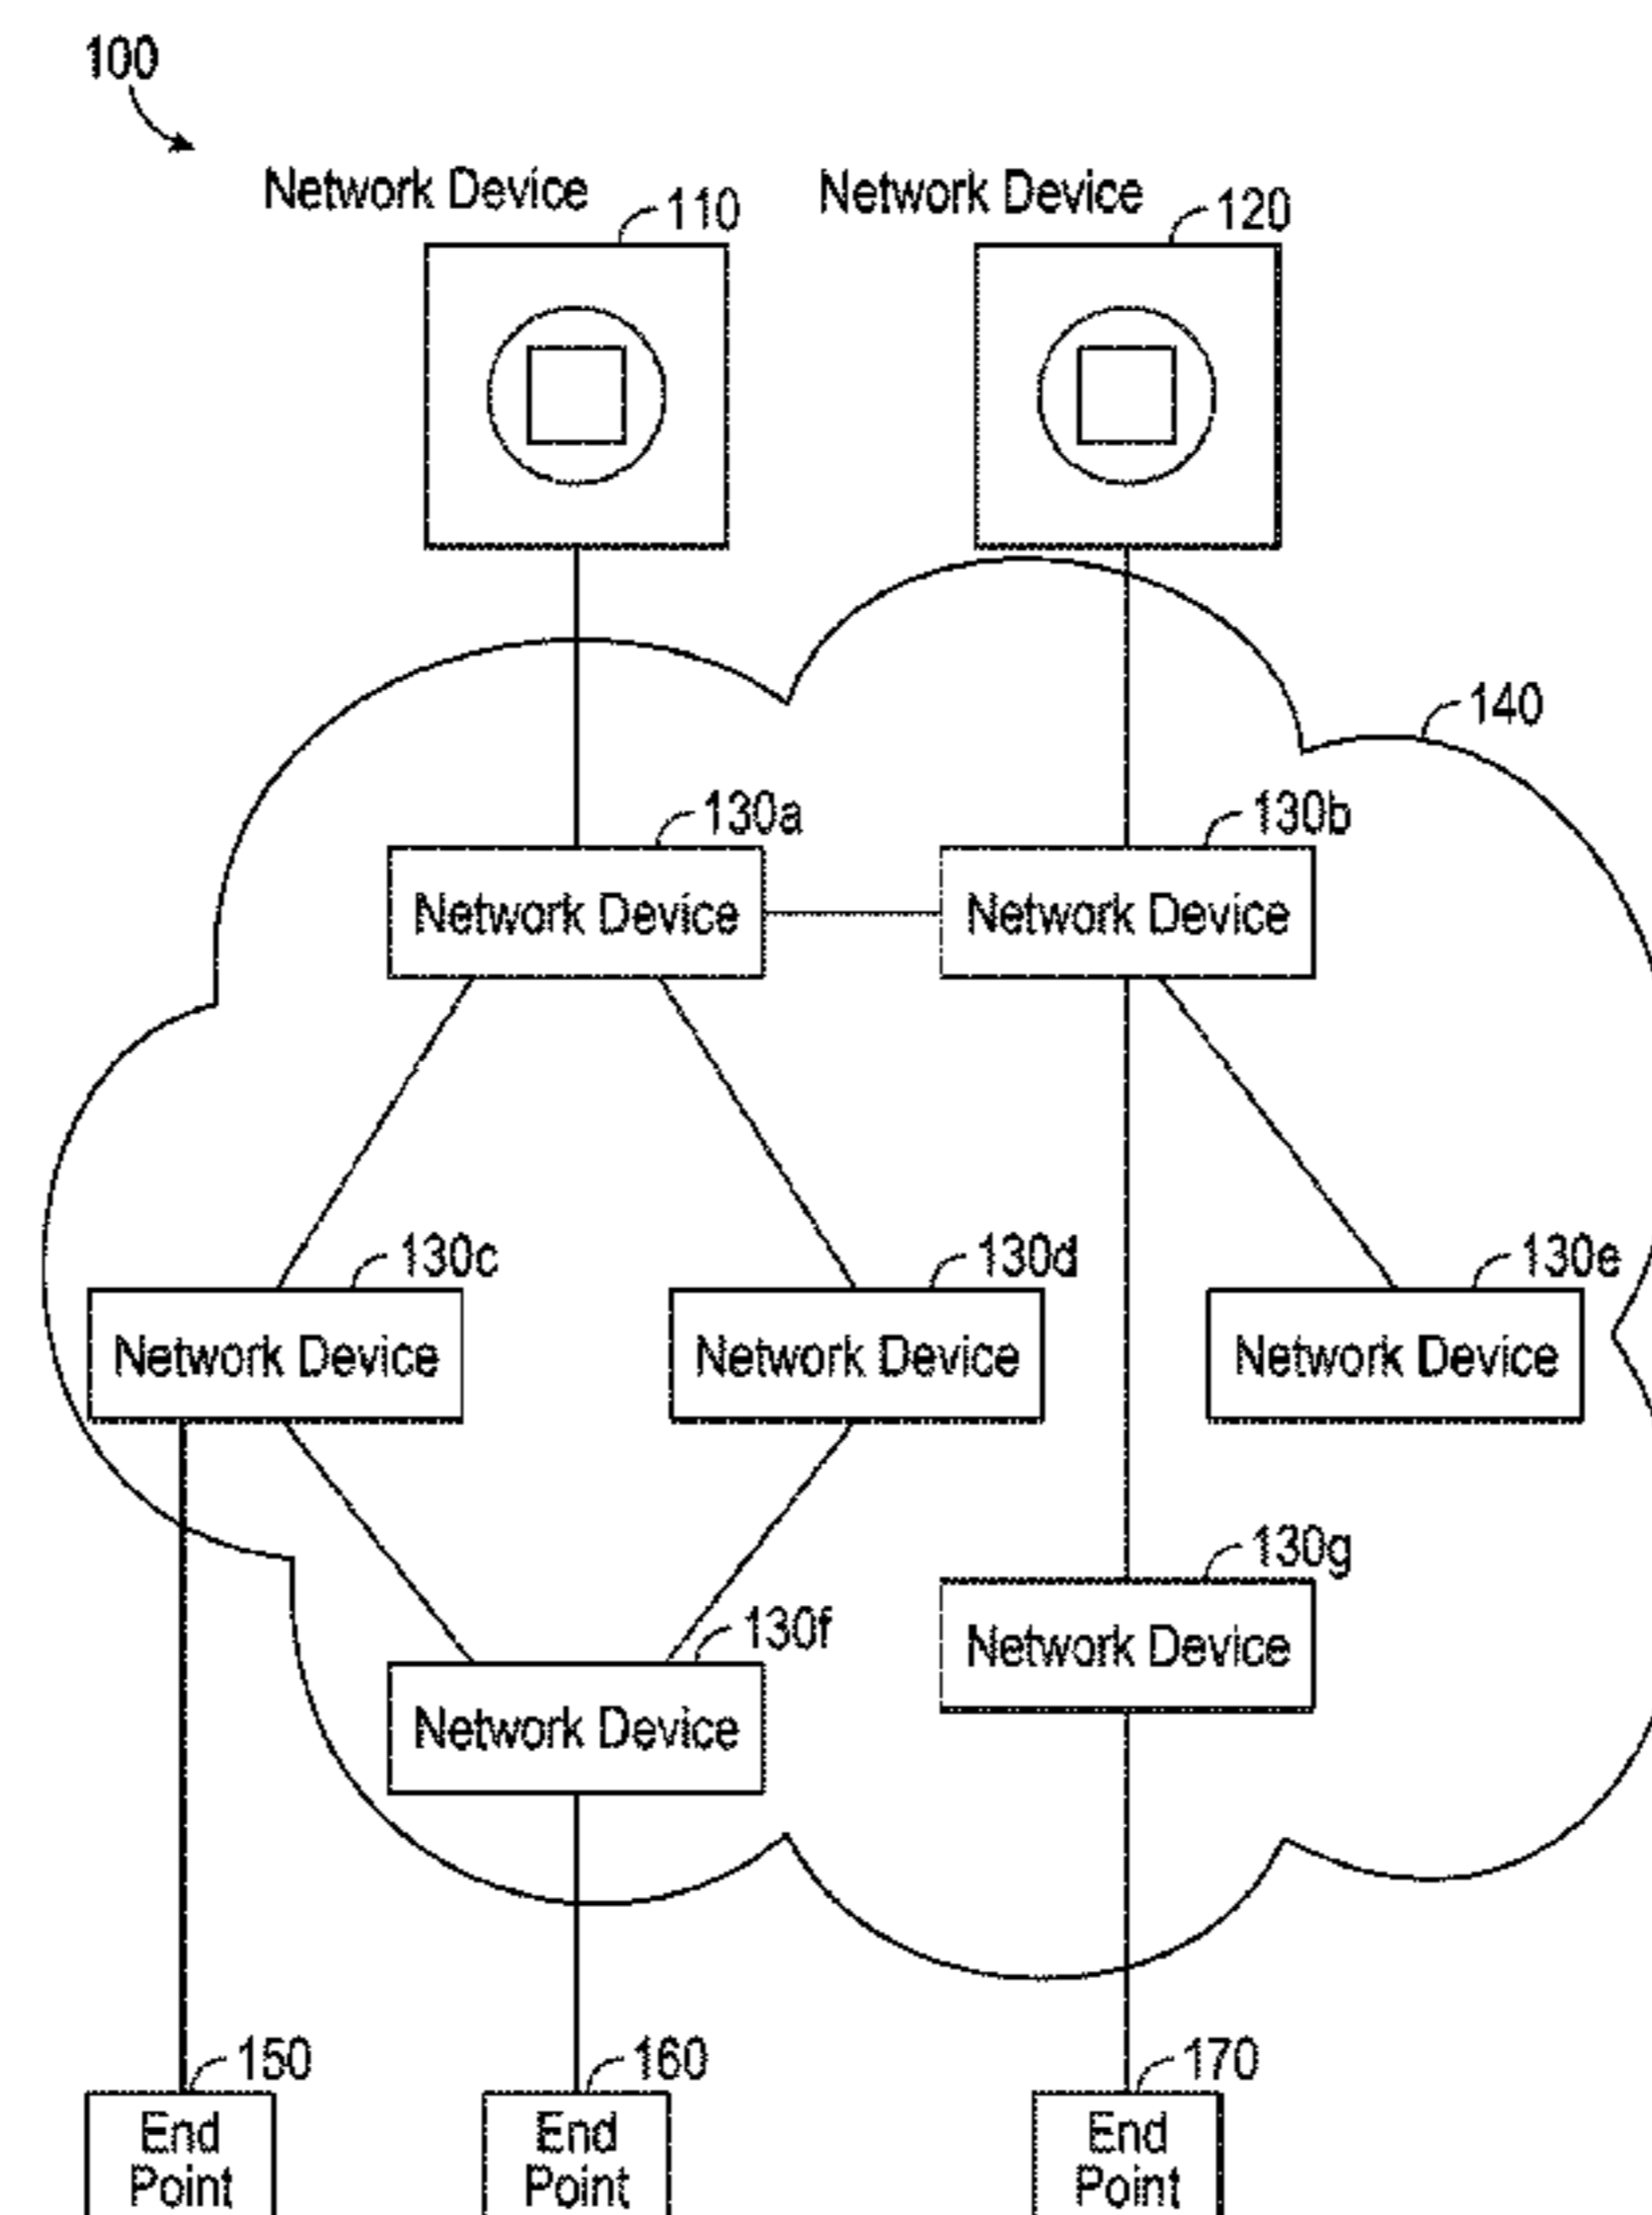 100
Network Device
110
Network Device
120
140
130a
Network Device
130b
Network Device
130c
Network Device
130d
Network Device
130e
Network Device
130g
Network Device
130f
Network Device
150
End
Point
160
End
Point
170
End
Point